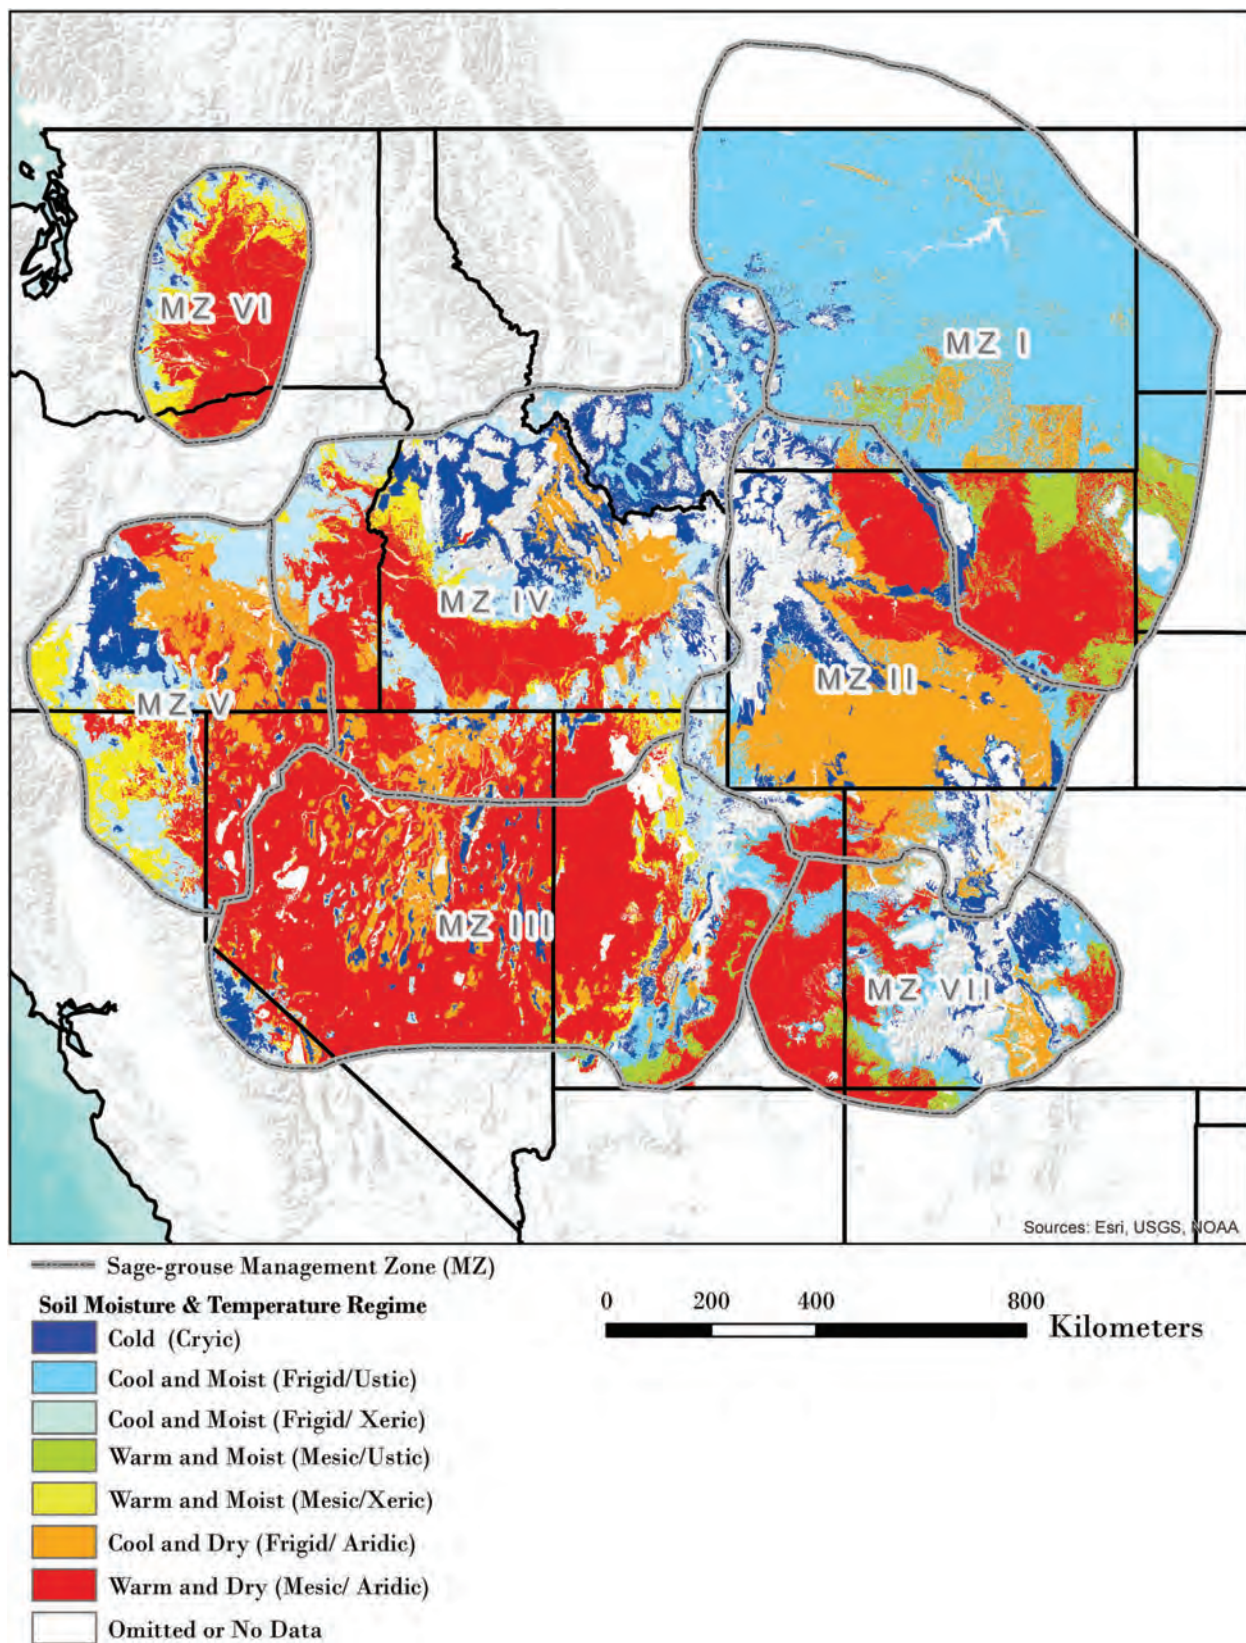 MZ VI
MZ I
MZ IV
MZ II
MZ V
MZ III
MZ VII
Sources: Esri, USGS, NOAA
Sage-grouse Management Zone (MZ)
Soil Moisture & Temperature Regime
Cold (Cryic)
Cool and Moist (Frigid/Ustic)
Cool and Moist (Frigid/ Xeric)
Warm and Moist (Mesic/Ustic)
Warm and Moist (Mesic/Xeric)
Cool and Dry (Frigid/ Aridic)
Warm and Dry (Mesic/ Aridic)
Omitted or No Data
0 200 400 800
Kilometers